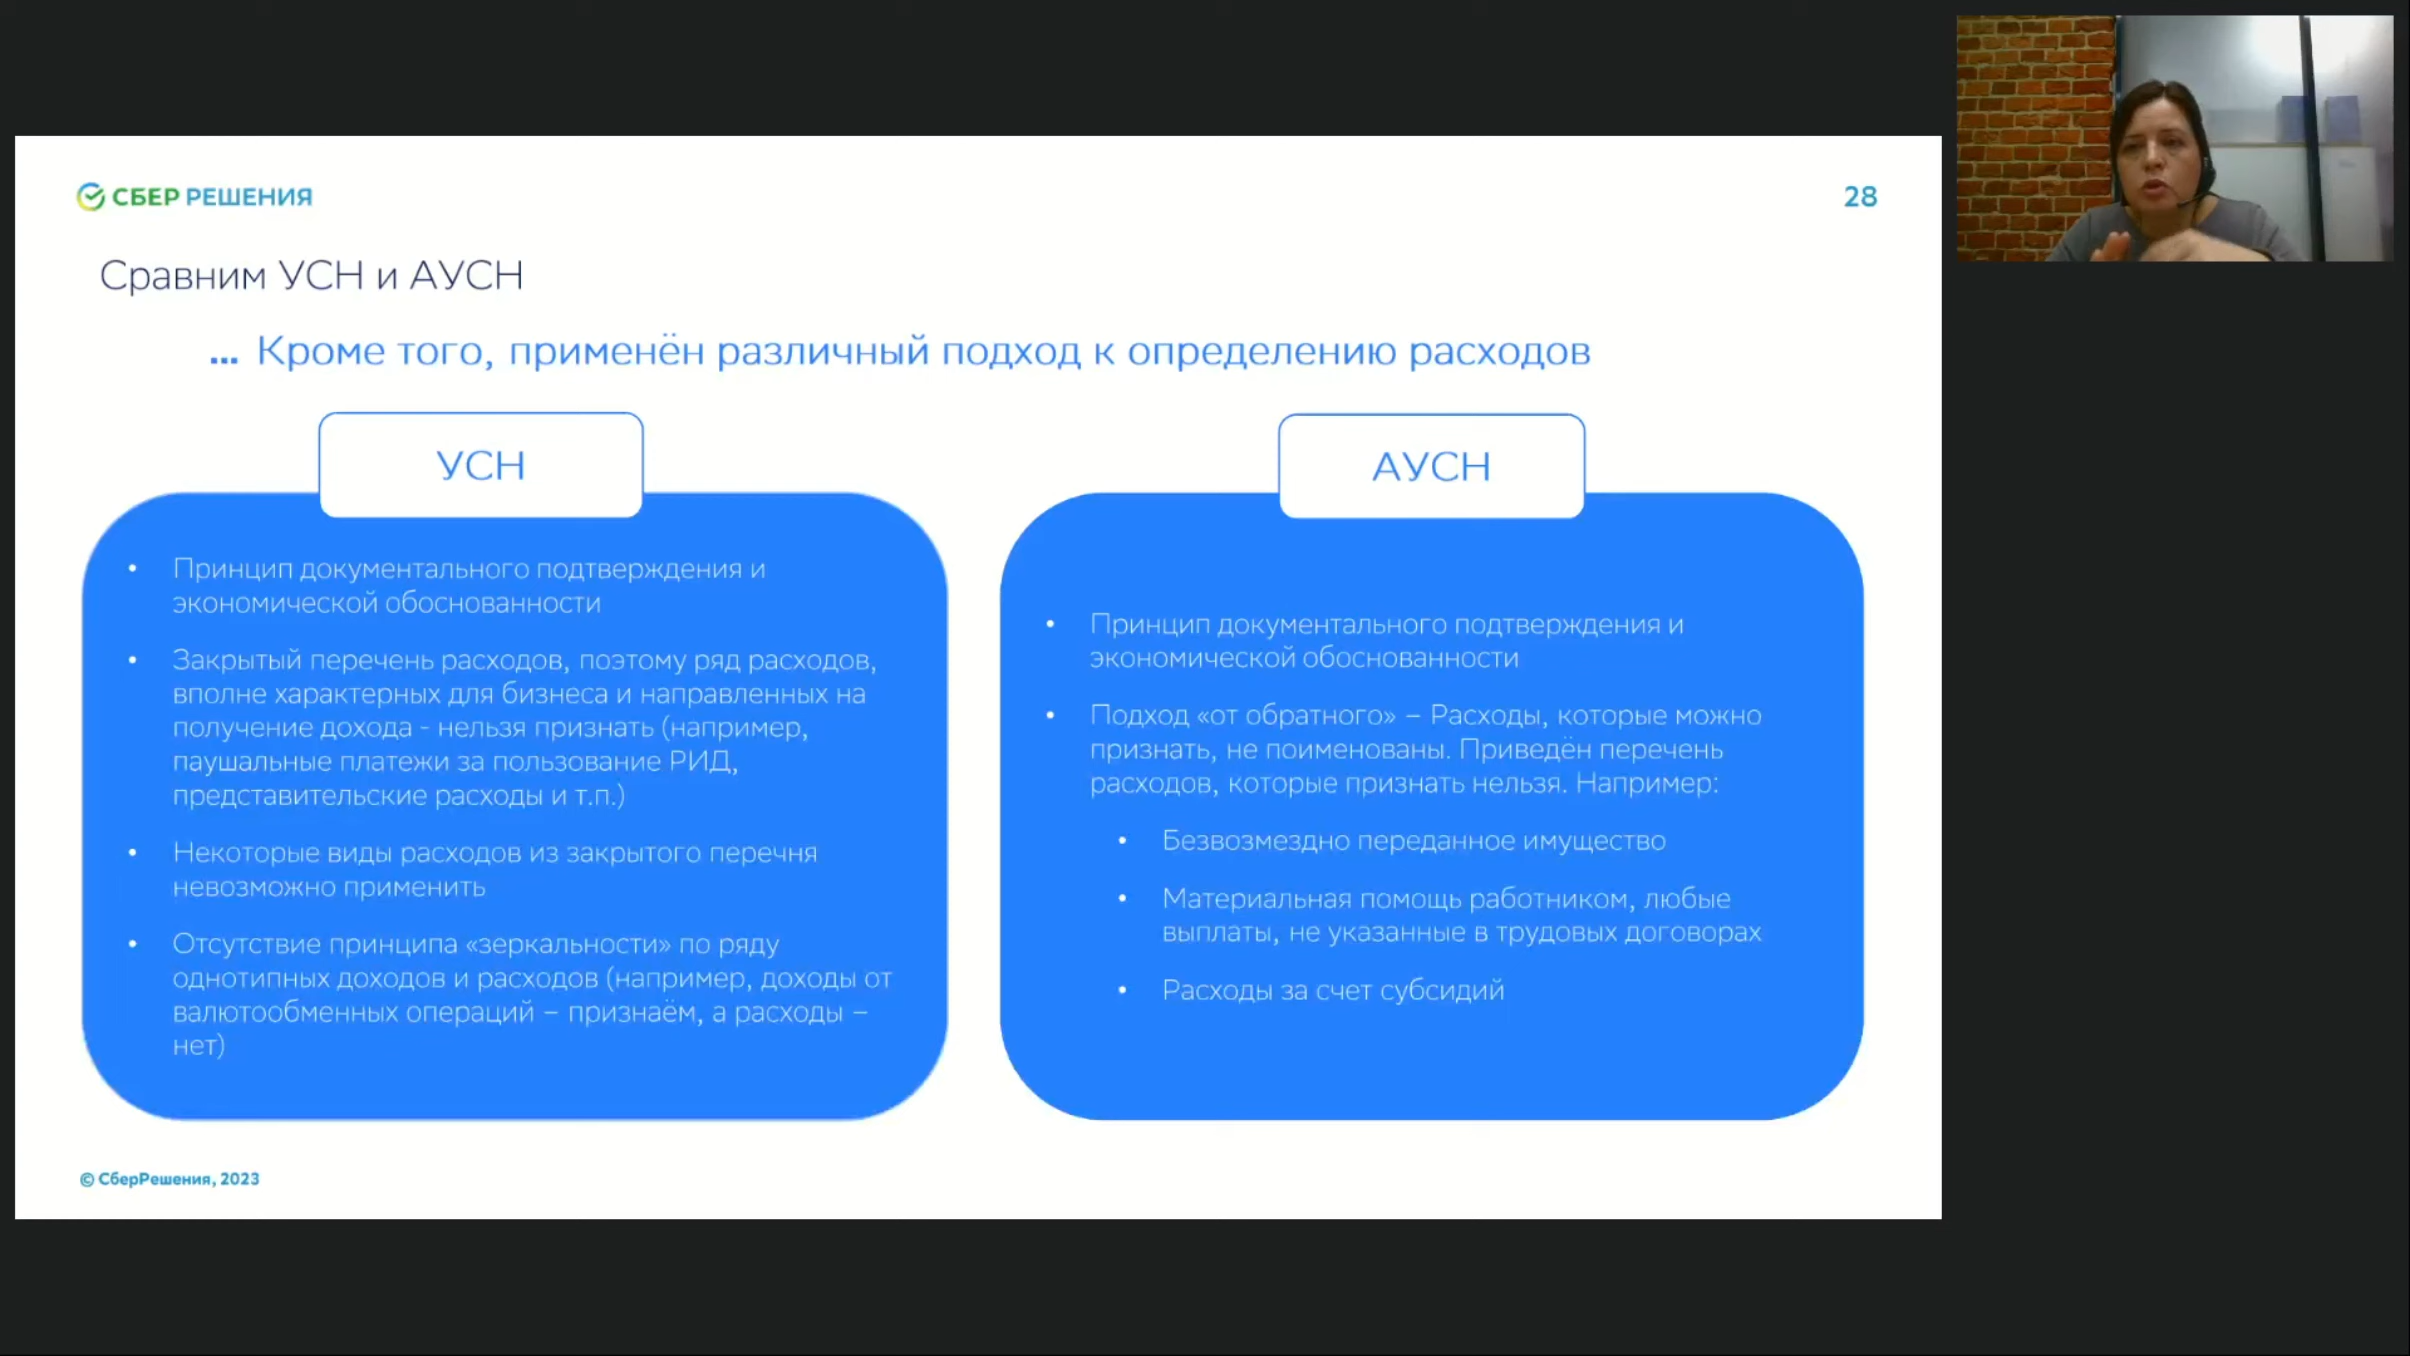 СБЕР РЕШЕНИЯ
28
Сравним УСН и АУСН
... Кроме того, применён различный подход к определению расходов
УСН
• Принцип документального подтверждения и
экономической обоснованности
• Закрытый перечень расходов, поэтому ряд расходов,
вполне характерных для бизнеса и направленных на
получение дохода - нельзя признать (например,
паушальные платежи за пользование РИД,
представительские расходы и т.п.)
• Некоторые виды расходов из закрытого перечня
невозможно применить
• Отсутствие принципа «зеркальности» по ряду
однотипных доходов и расходов (например, доходы от
валютообменных операций – признаём, а расходы –
нет)
АУСН
• Принцип документального подтверждения и
экономической обоснованности
• Подход «от обратного» – Расходы, которые можно
признать, не поименованы. Приведён перечень
расходов, которые признать нельзя. Например:
• Безвозмездно переданное имущество
• Материальная помощь работником, любые
выплаты, не указанные в трудовых договорах
• Расходы за счет субсидий
© СберРешения, 2023